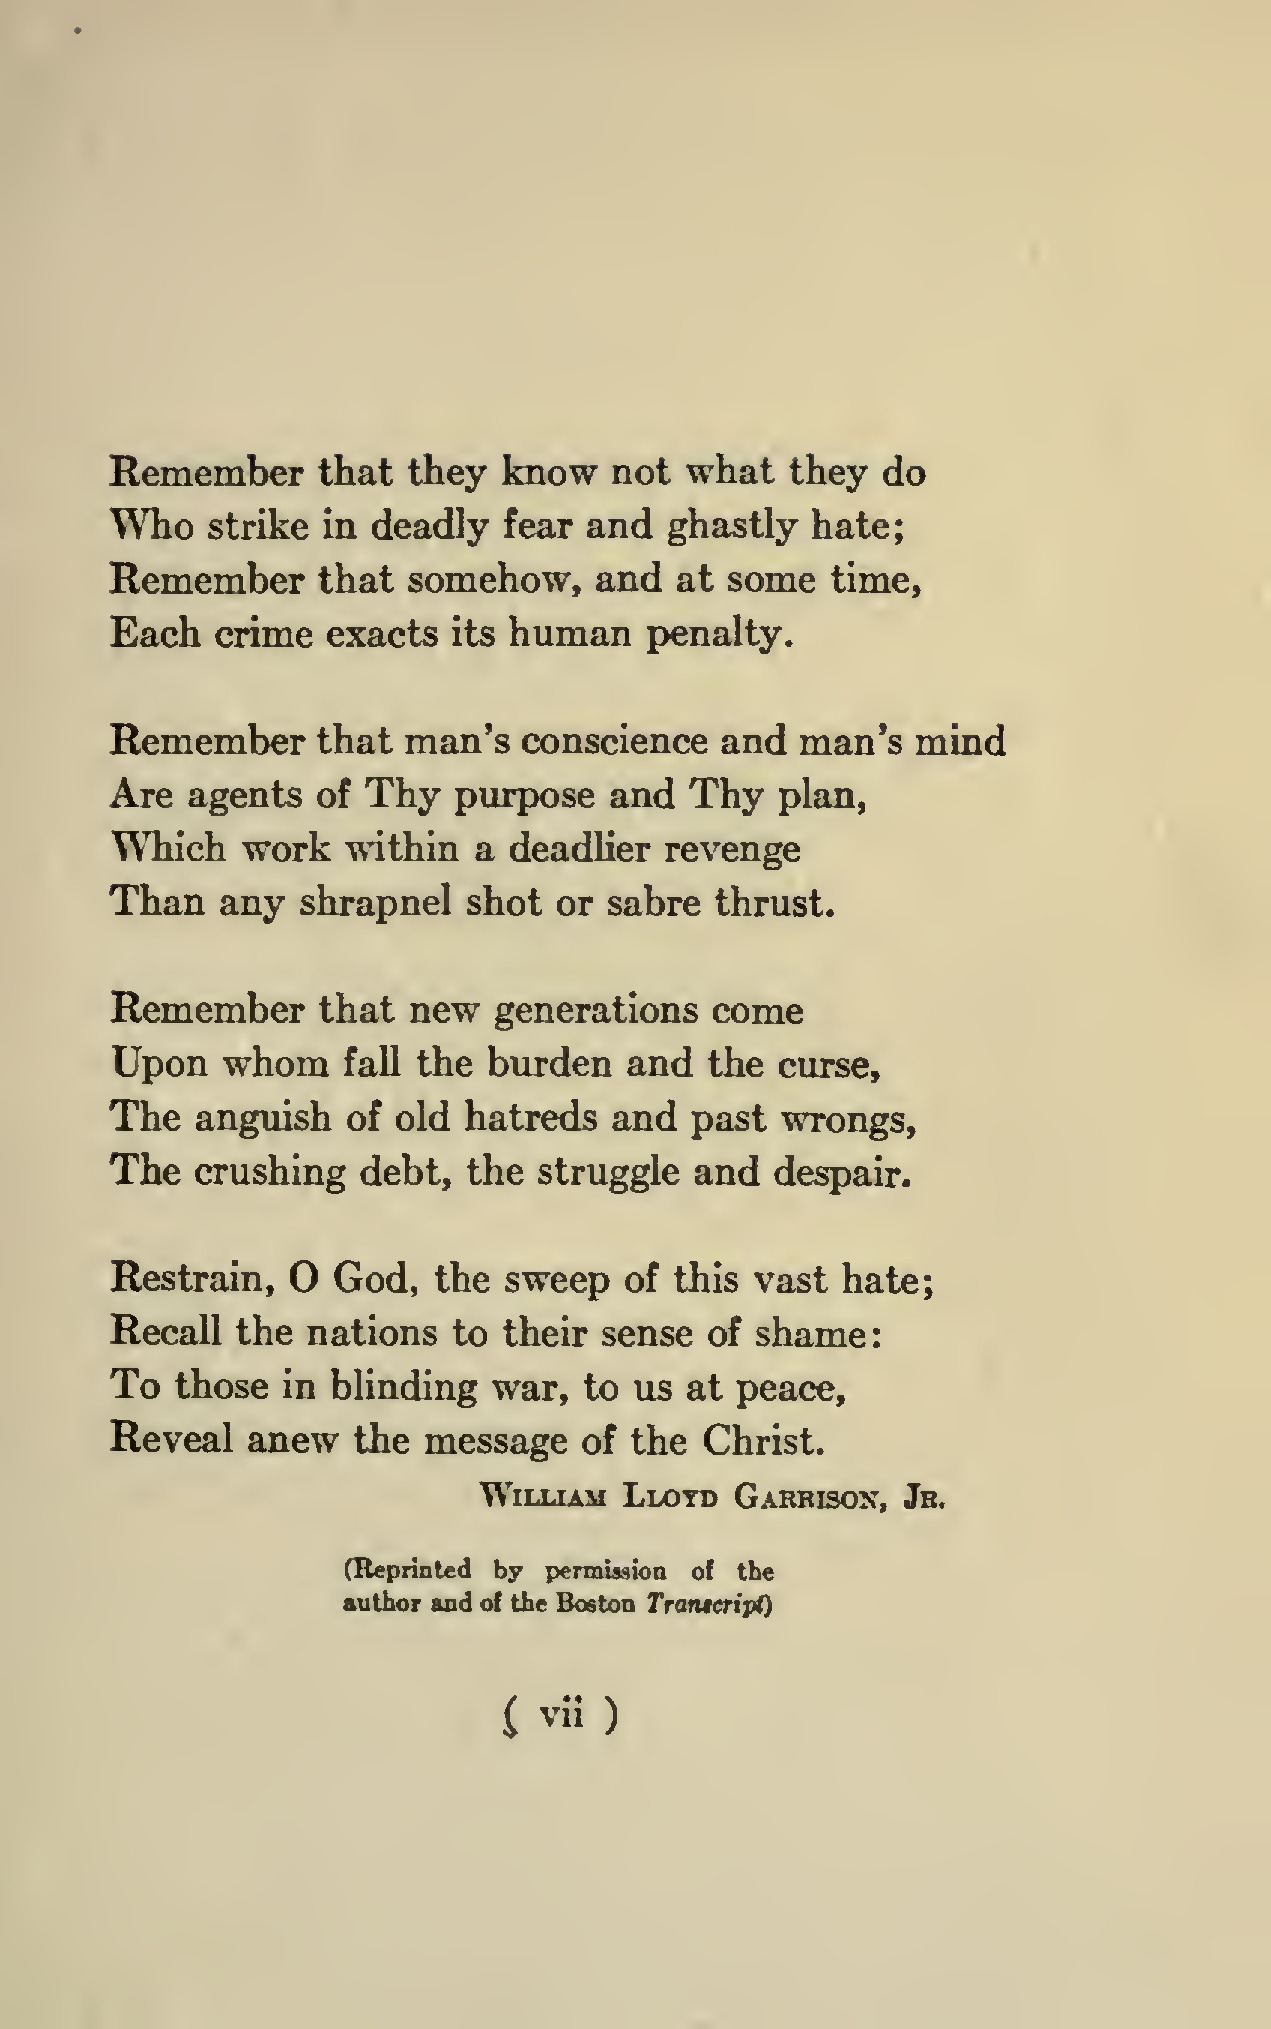 Remember that they know not what they do
Who strike in deadly fear and ghastly hate;
Remember that somehow, and at some time,
Each crime exacts its human penalty.
Remember that man's conscience and man's mind
Are agents of Thy purpose and Thy plan,
Which work within a deadlier revenge
Than any shrapnel shot or sabre thrust.
Remember that new generations come
Upon whom fall the burden and the curse,
The anguish of old hatreds and past wrongs,
The crushing debt, the struggle and despair.
Restrain, O God, the sweep of this vast hate;
Recall the nations to their sense of shame:
To those in blinding war, to us at peace,
Reveal anew the message of the Christ.
William Lloyd Garrison, Jr.
(Reprinted by permission of the
author and of the Boston Transcript)
( vii )